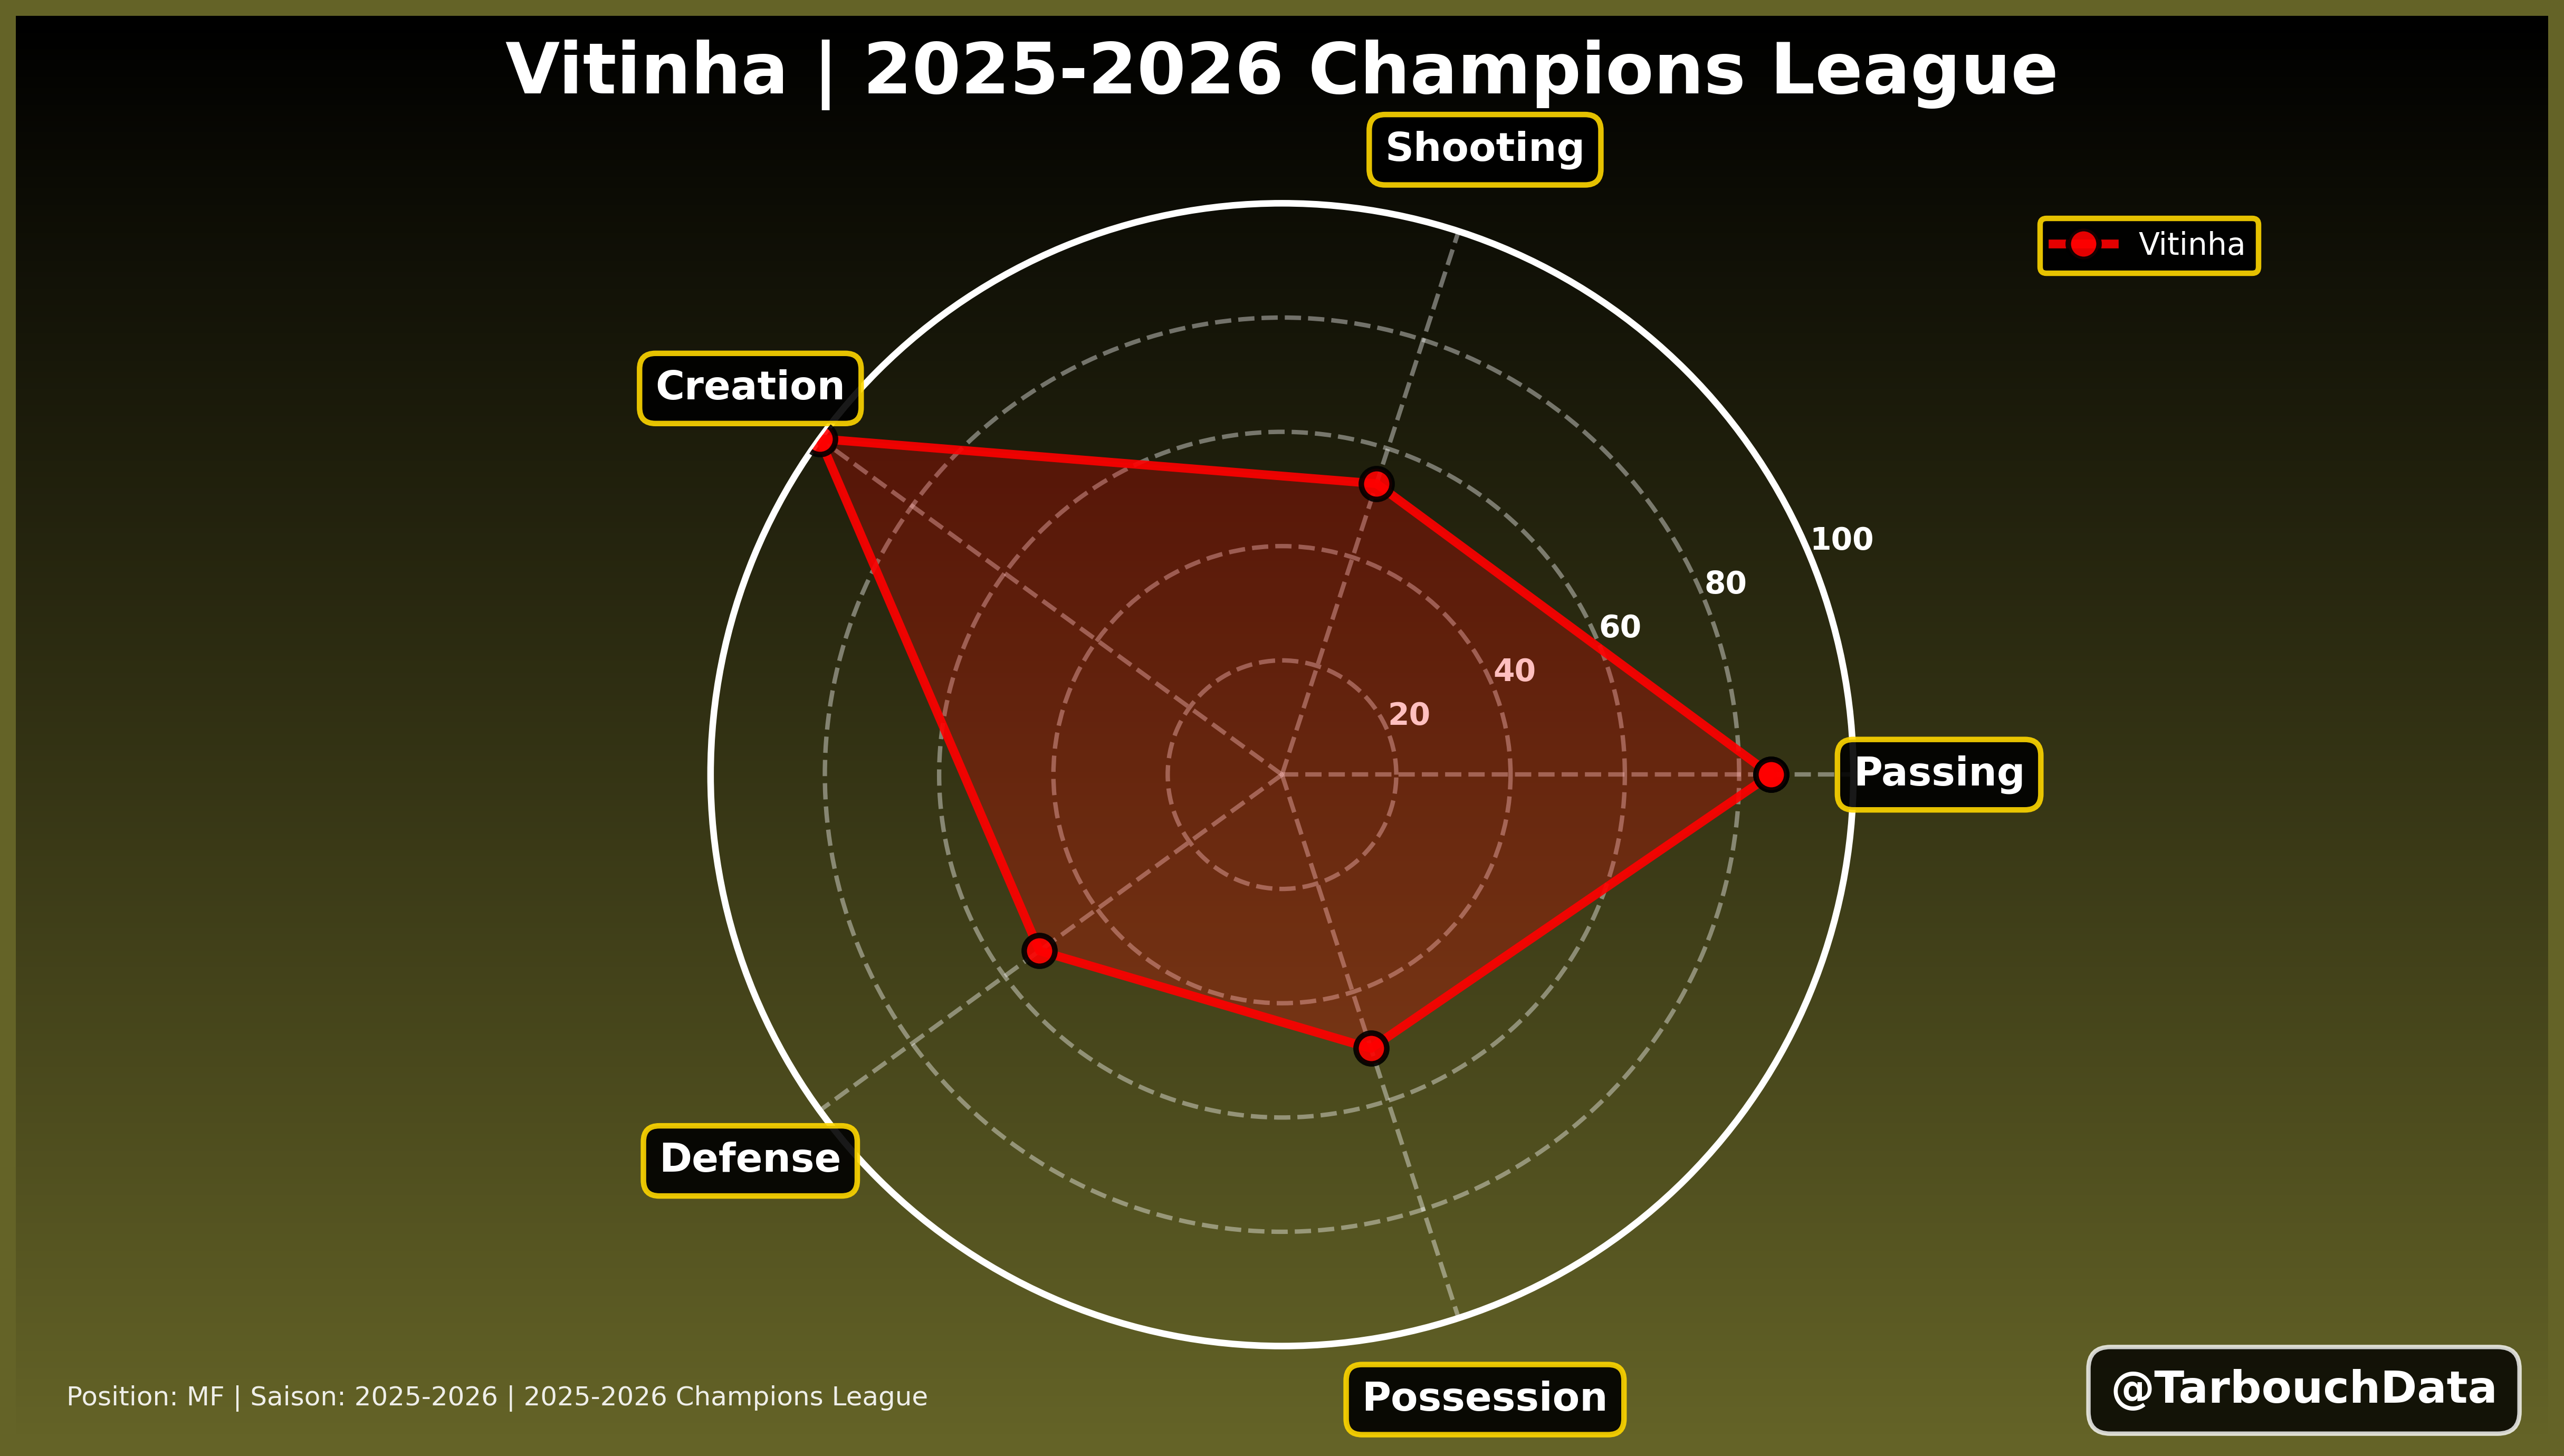 Vitinha | 2025-2026 Champions League
Shooting
Vitinha
Creation
100
80
60
40
20
Passing
Defense
Possession
Position: MF | Saison: 2025-2026 | 2025-2026 Champions League
@TarbouchData